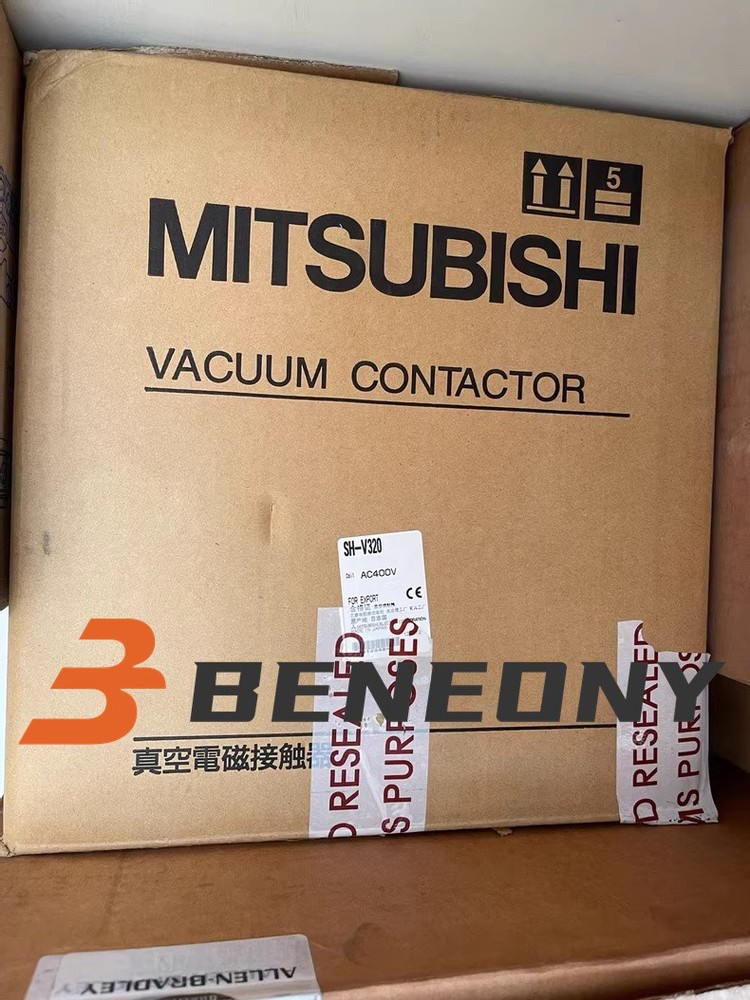 5
MITSUBISHI
VACUUM CONTACTOR
SH-V320
AC400V
FOR EXPORT
CE
BENEONY
真空電磁接触器
D RESEALED
S PURPOSES
D RESEALED
MS PURPOS
ALLEN-BRADLEY